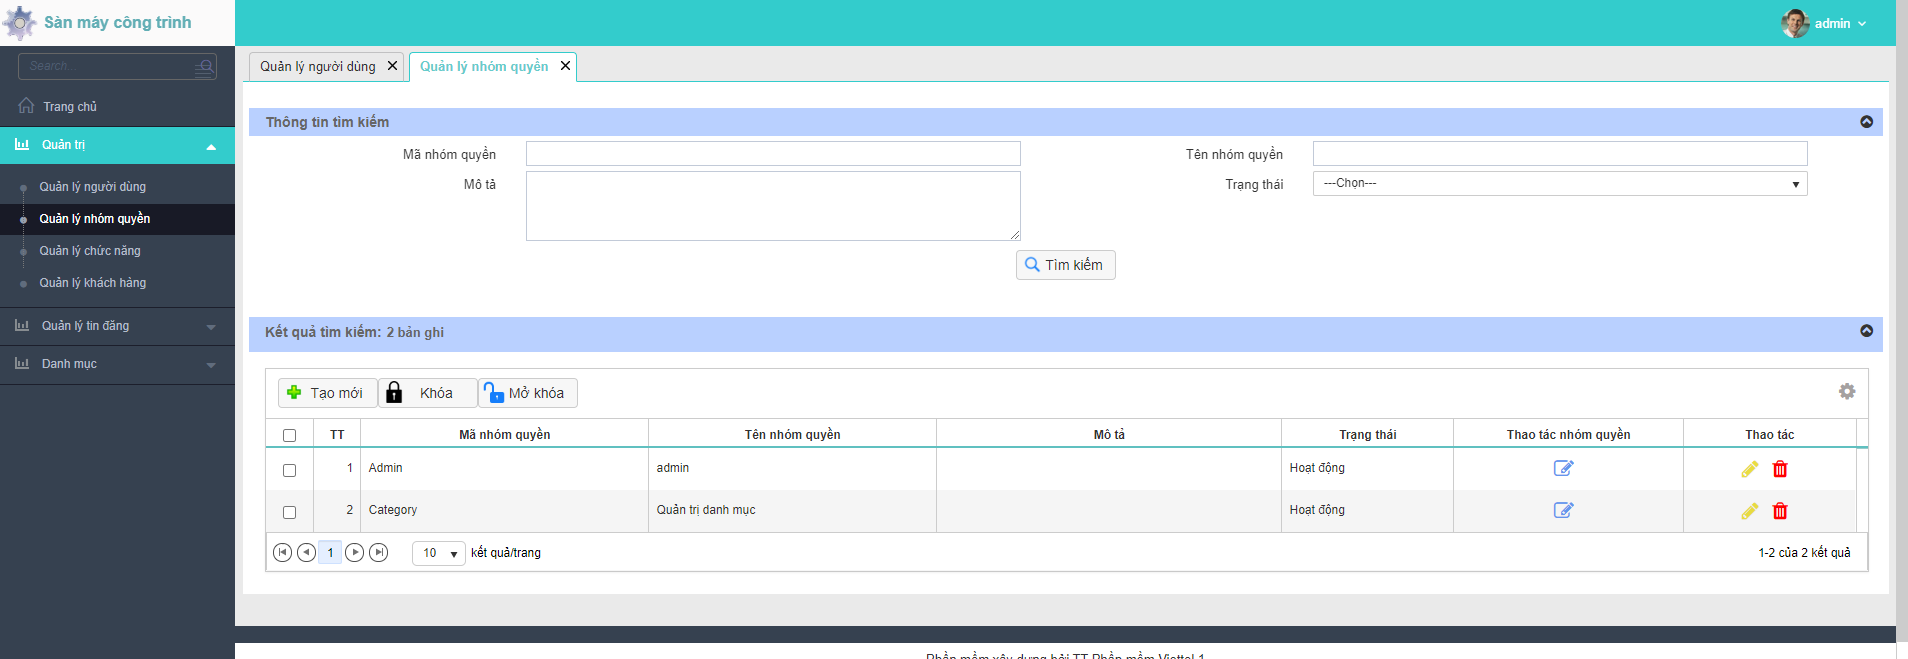 Sàn máy công trình
admin
Search...
Trang chủ
Quản trị
Quản lý người dùng
Quản lý nhóm quyền
Quản lý chức năng
Quản lý khách hàng
Quản lý tin đăng
Danh mục
Quản lý người dùng Quản lý nhóm quyền
Thông tin tìm kiếm
Mã nhóm quyền Tên nhóm quyền
Mô tả Trạng thái ---Chọn---
Tìm kiếm
Kết quả tìm kiếm: 2 bản ghi
Tạo mới Khóa Mở khóa
TT Mã nhóm quyền Tên nhóm quyền Mô tả Trạng thái Thao tác nhóm quyền Thao tác
1 Admin admin Hoạt động
2 Category Quản trị danh mục Hoạt động
1 10 kết quả/trang 1-2 của 2 kết quả
Phần mềm xây dựng bởi TT Phần mềm Viettel 1